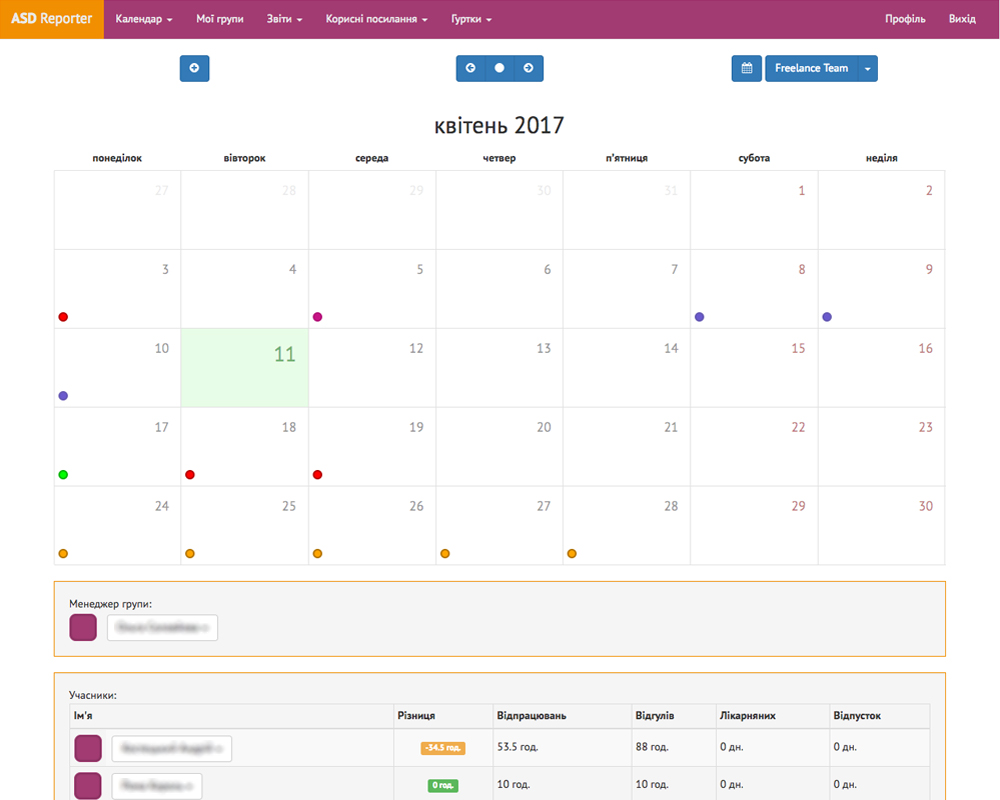 ASD Reporter Календар Мої групи Звіти Корисні посилання Гуртки Профіль Вихід
Freelance Team
квітень 2017
понеділок вівторок середа четвер п'ятниця субота неділя
27 28 29 30 31 1 2
3 4 5 6 7 8 9
10 11 12 13 14 15 16
17 18 19 20 21 22 23
24 25 26 27 28 29 30
Менеджер групи:
Учасники:
Ім'я Різниця Відпрацювань Відгулів Лікарняних Відпусток
-34.5 год. 53.5 год. 88 год. 0 дн. 0 дн.
0 год. 10 год. 10 год. 0 дн. 0 дн.